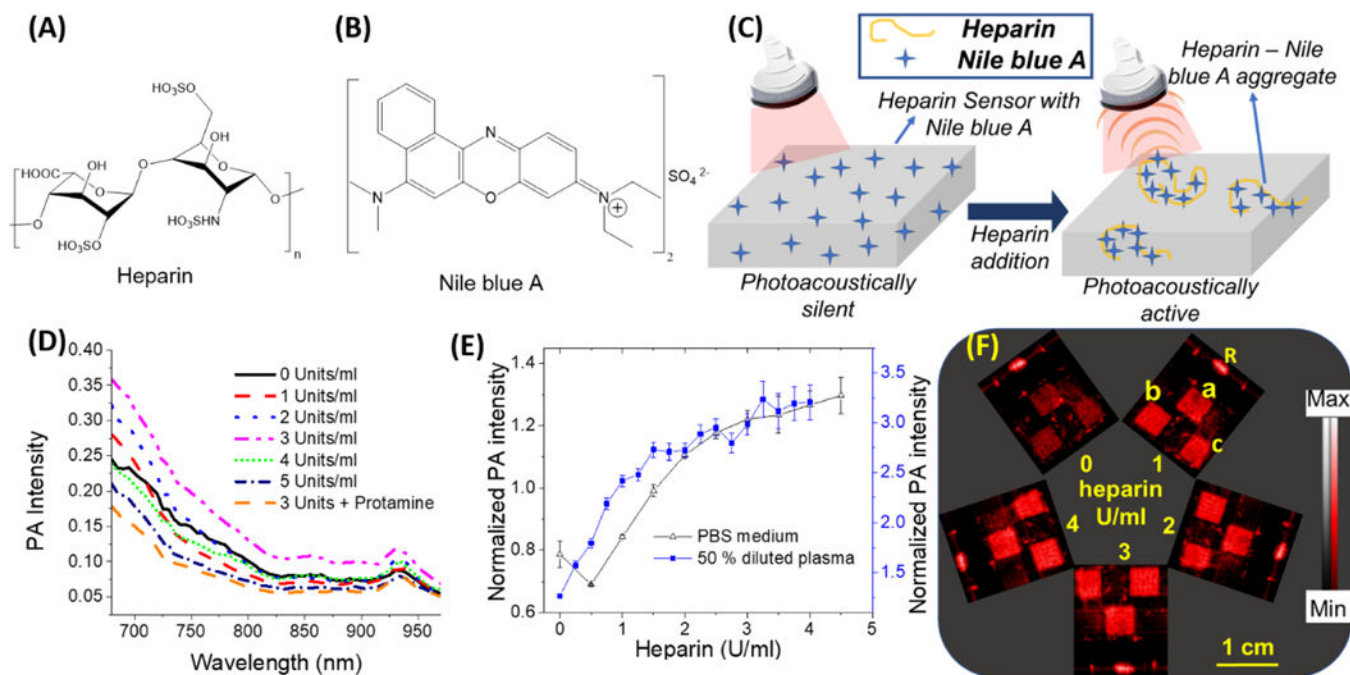 (A)
HO3SO
OH
OH
HOOC
O
O
O
O
O
O
HO3SHN
HO3SO
n
Heparin
(B)
N
N
O
N
+
SO4 2-
2
Nile blue A
(C)
Heparin
Nile blue A
Heparin Sensor with
Nile blue A
Heparin – Nile
blue A aggregate
Heparin
addition
Photoacoustically
silent
Photoacoustically
active
(D)
PA Intensity
0.40
0.35
0.30
0.25
0.20
0.15
0.10
0.05
0 Units/ml
1 Units/ml
2 Units/ml
3 Units/ml
4 Units/ml
5 Units/ml
3 Units + Protamine
700 750 800 850 900 950
Wavelength (nm)
(E)
Normalized PA intensity
1.4
1.2
1.0
0.8
0.6
PBS medium
50 % diluted plasma
0 1 2 3 4 5
Heparin (U/ml)
3.5
3.0
2.5
2.0
1.5
Normalized PA intensity
(F)
R
b a
c
0 1
heparin
U/ml
4 2
3
1 cm
Max
Min